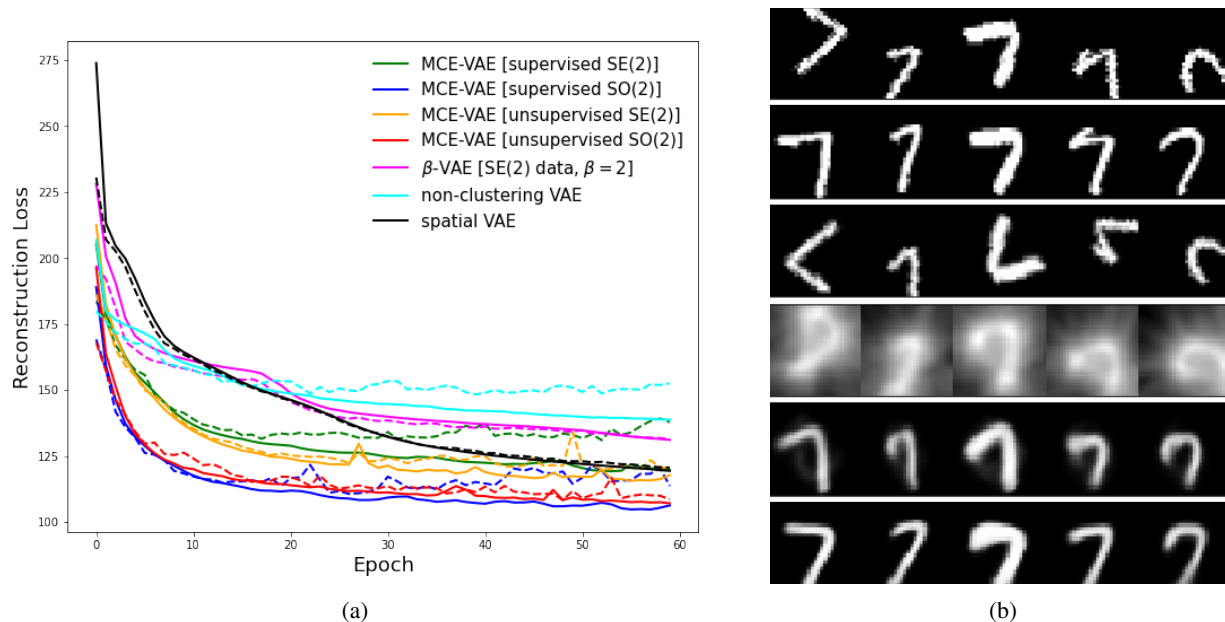 275
250
225
200
175
150
125
100
Reconstruction Loss
MCE-VAE [supervised SE(2)]
MCE-VAE [supervised SO(2)]
MCE-VAE [unsupervised SE(2)]
MCE-VAE [unsupervised SO(2)]
β-VAE [SE(2) data, β = 2]
non-clustering VAE
spatial VAE
0 10 20 30 40 50 60
Epoch
(a)
(b)